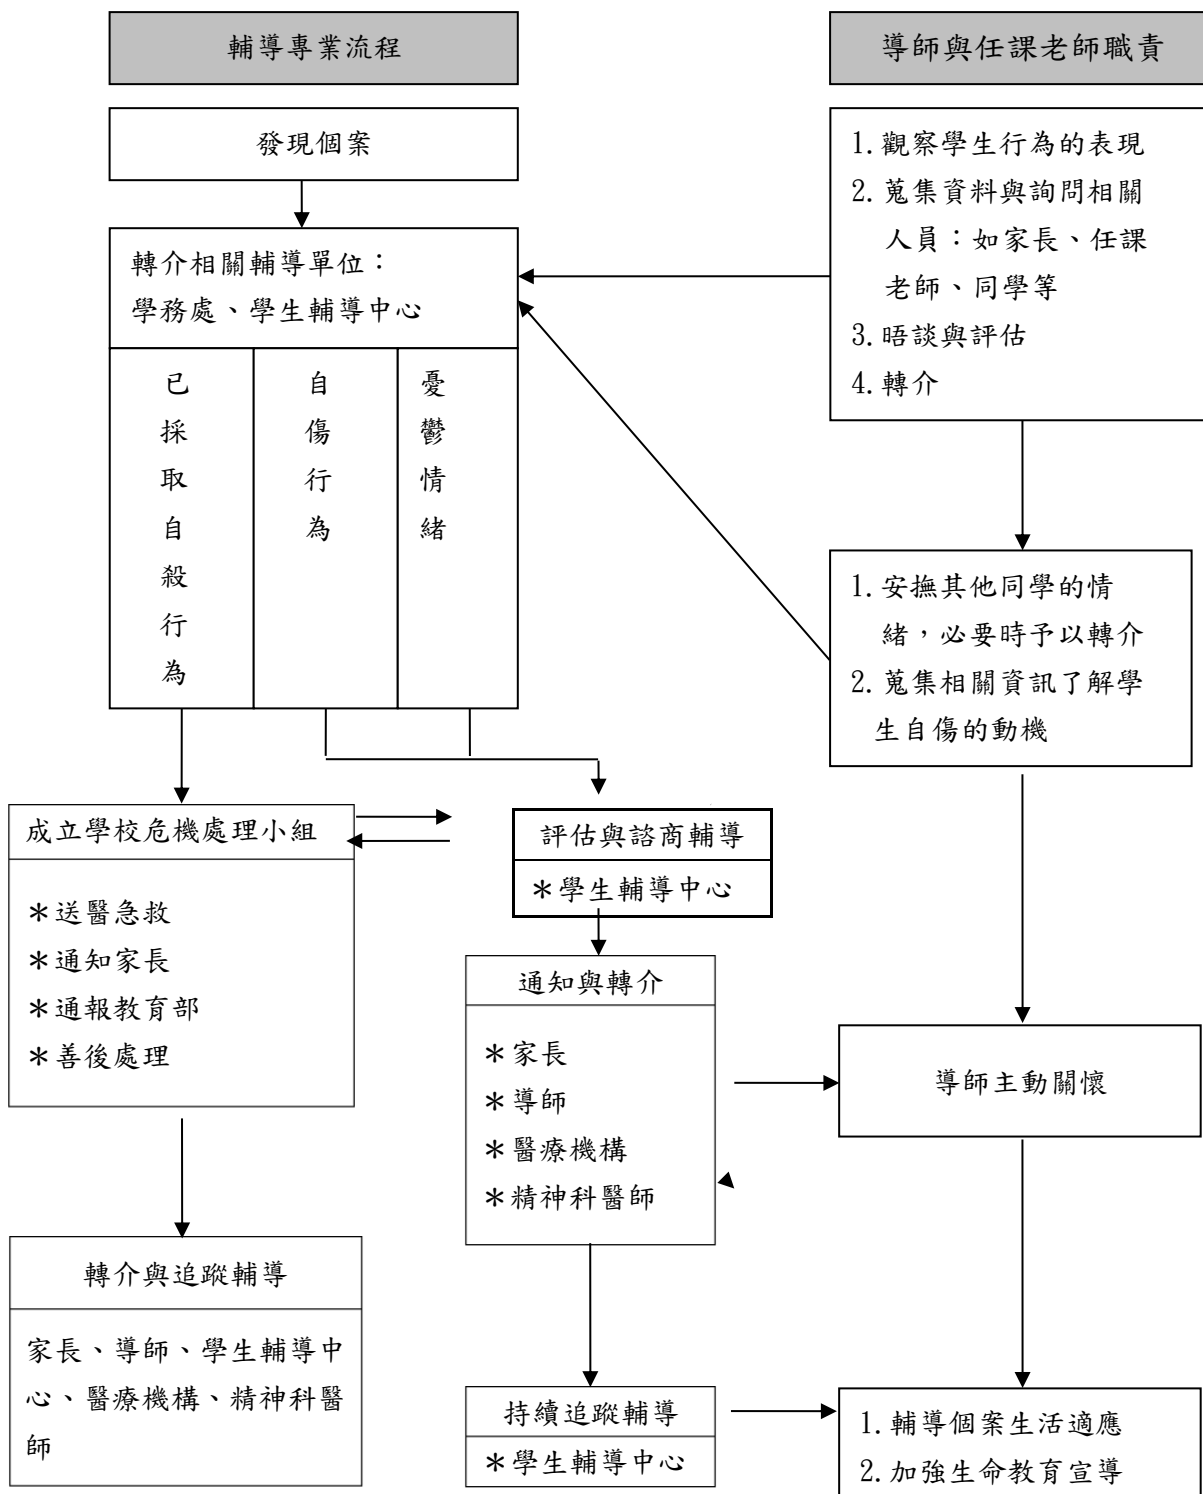 輔導專業流程
導師與任課老師職責
發現個案
轉介相關輔導單位：
學務處、學生輔導中心
已採取自殺行為
自傷行為
憂鬱情緒
1.觀察學生行為的表現
2.蒐集資料與詢問相關
人員：如家長、任課
老師、同學等
3.晤談與評估
4.轉介
1.安撫其他同學的情
緒，必要時予以轉介
2.蒐集相關資訊了解學
生自傷的動機
成立學校危機處理小組
＊送醫急救
＊通知家長
＊通報教育部
＊善後處理
評估與諮商輔導
＊學生輔導中心
通知與轉介
＊家長
＊導師
＊醫療機構
＊精神科醫師
導師主動關懷
轉介與追蹤輔導
家長、導師、學生輔導中
心、醫療機構、精神科醫
師
持續追蹤輔導
＊學生輔導中心
1.輔導個案生活適應
2.加強生命教育宣導